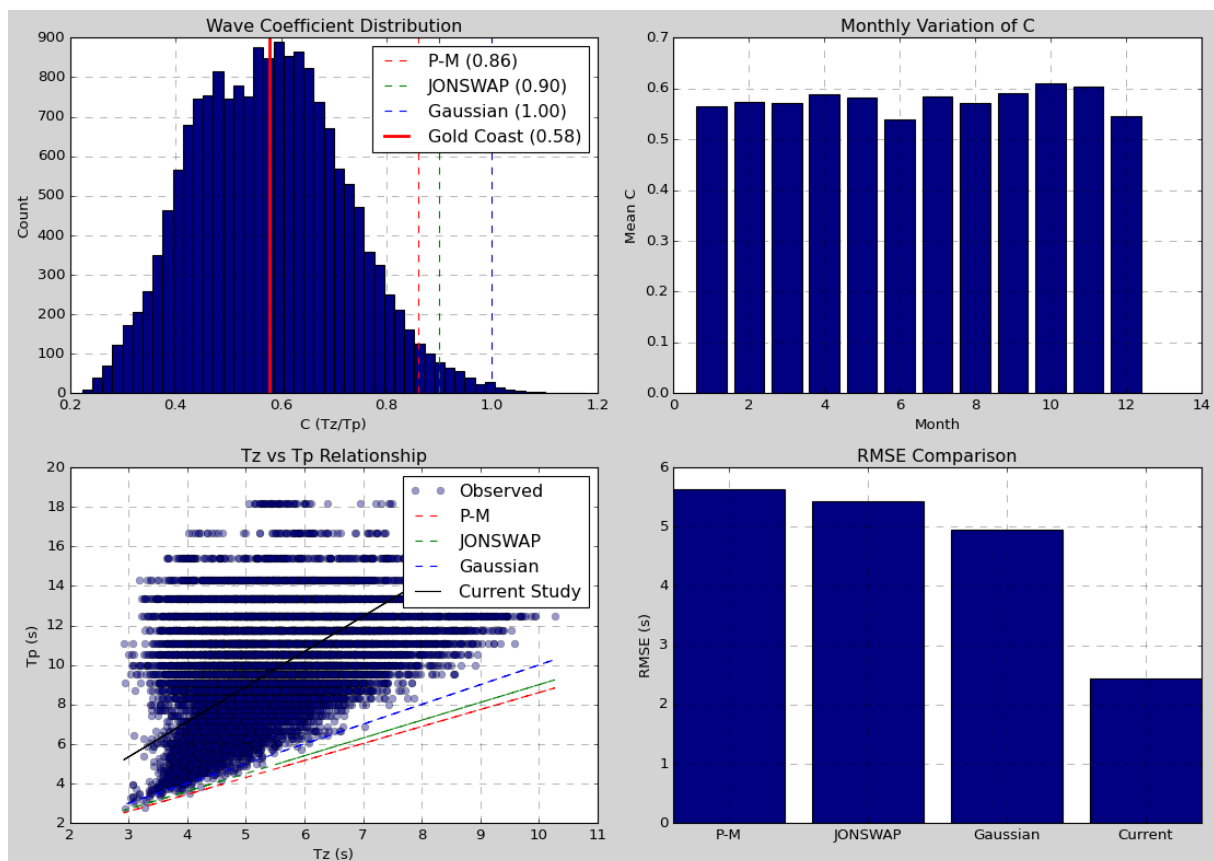 Wave Coefficient Distribution
900
800
700
600
500
400
300
200
100
0
Count
0.2 0.4 0.6 0.8 1.0 1.2
C (Tz/Tp)
P-M (0.86)
JONSWAP (0.90)
Gaussian (1.00)
Gold Coast (0.58)
Monthly Variation of C
0.7
0.6
0.5
0.4
0.3
0.2
0.1
0.0
Mean C
0 2 4 6 8 10 12 14
Month
Tz vs Tp Relationship
20
18
16
14
12
10
8
6
4
2
Tp (s)
2 3 4 5 6 7 8 9 10 11
Tz (s)
Observed
P-M
JONSWAP
Gaussian
Current Study
RMSE Comparison
6
5
4
3
2
1
0
RMSE (s)
P-M JONSWAP Gaussian Current